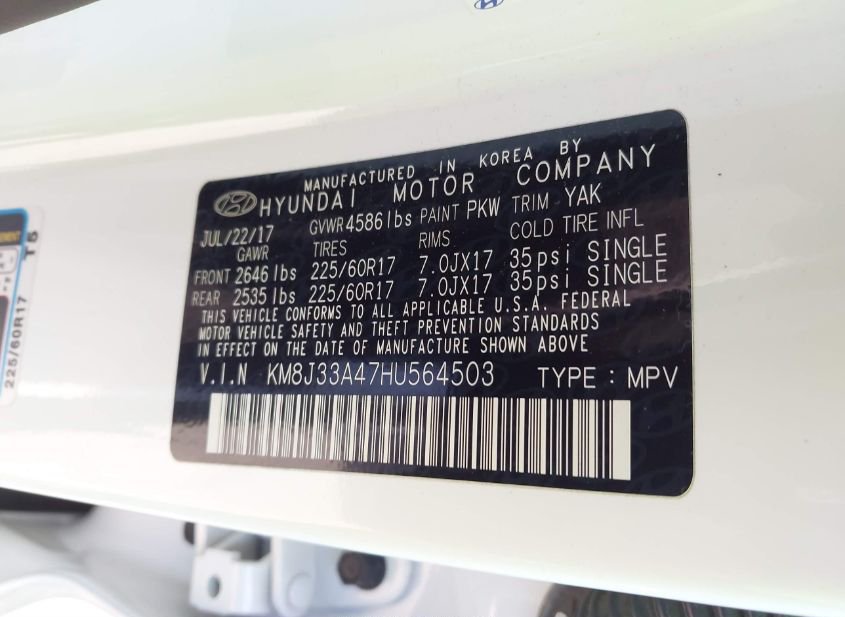 MANUFACTURED IN KOREA BY
HYUNDAI MOTOR COMPANY
JUL/22/17 GVWR 4586 lbs PAINT PKW TRIM YAK
GAWR TIRES RIMS COLD TIRE INFL
FRONT 2646 lbs 225/60R17 7.0JX17 35psi SINGLE
REAR 2535 lbs 225/60R17 7.0JX17 35psi SINGLE
THIS VEHICLE CONFORMS TO ALL APPLICABLE U.S.A. FEDERAL
MOTOR VEHICLE SAFETY AND THEFT PREVENTION STANDARDS
IN EFFECT ON THE DATE OF MANUFACTURE SHOWN ABOVE
V.I.N KM8J33A47HU564503 TYPE : MPV
225/60R17